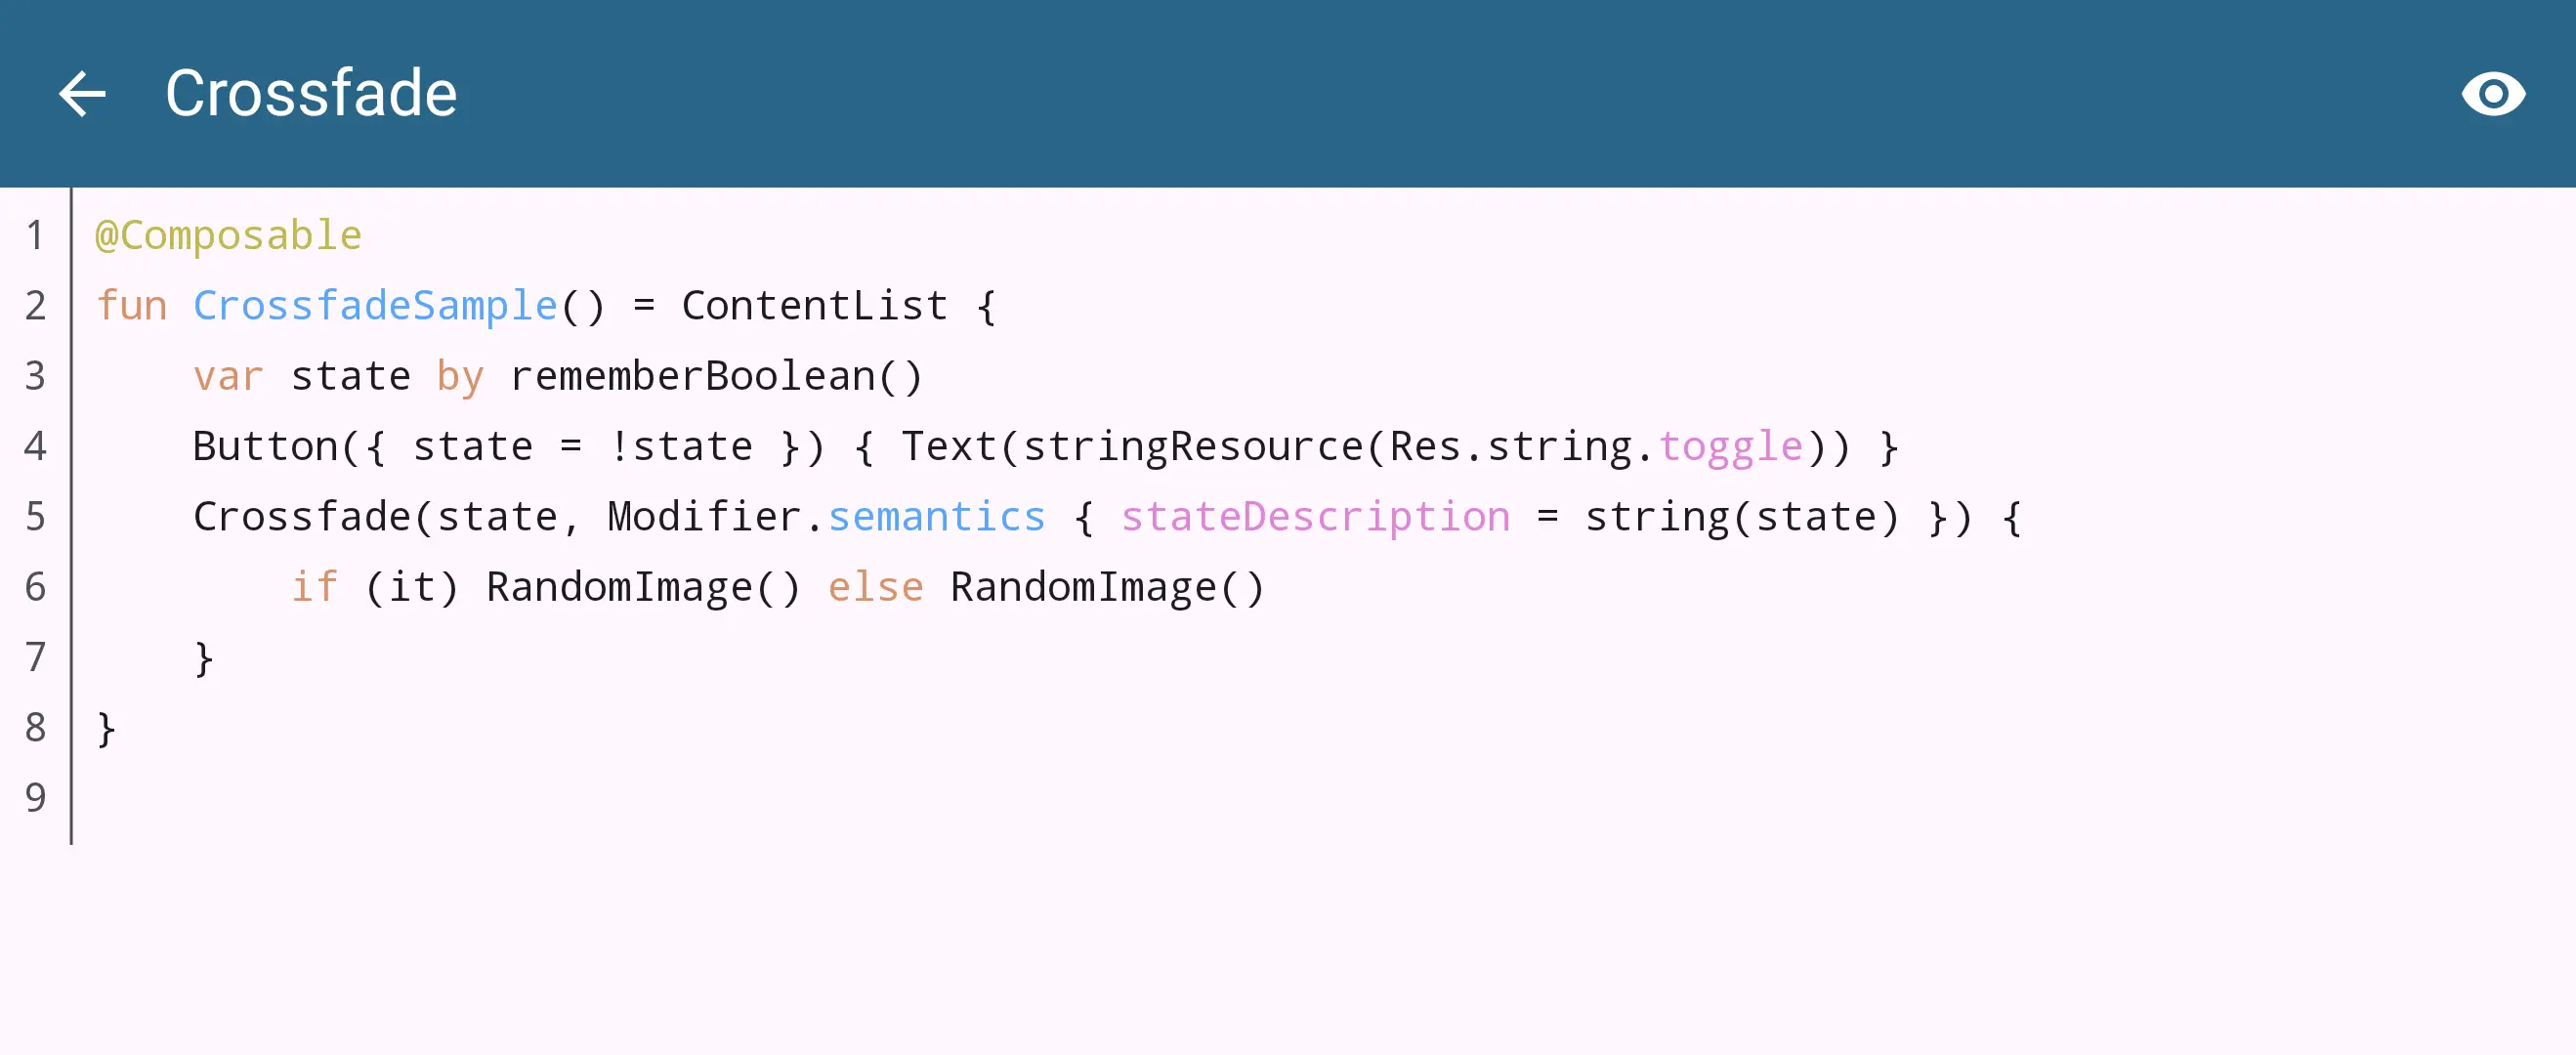 Crossfade
1 @Composable
2 fun CrossfadeSample() = ContentList {
3     var state by rememberBoolean()
4     Button({ state = !state }) { Text(stringResource(Res.string.toggle)) }
5     Crossfade(state, Modifier.semantics { stateDescription = string(state) }) {
6         if (it) RandomImage() else RandomImage()
7     }
8 }
9